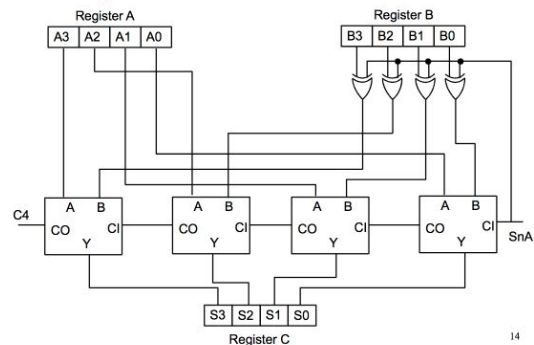 Register A
Register B
A3 A2 A1 A0
B3 B2 B1 B0
A B
A B
A B
A B
C4
CO CI
CO CI
CO CI
CO CI
SnA
Y
Y
Y
Y
S3 S2 S1 S0
Register C
14